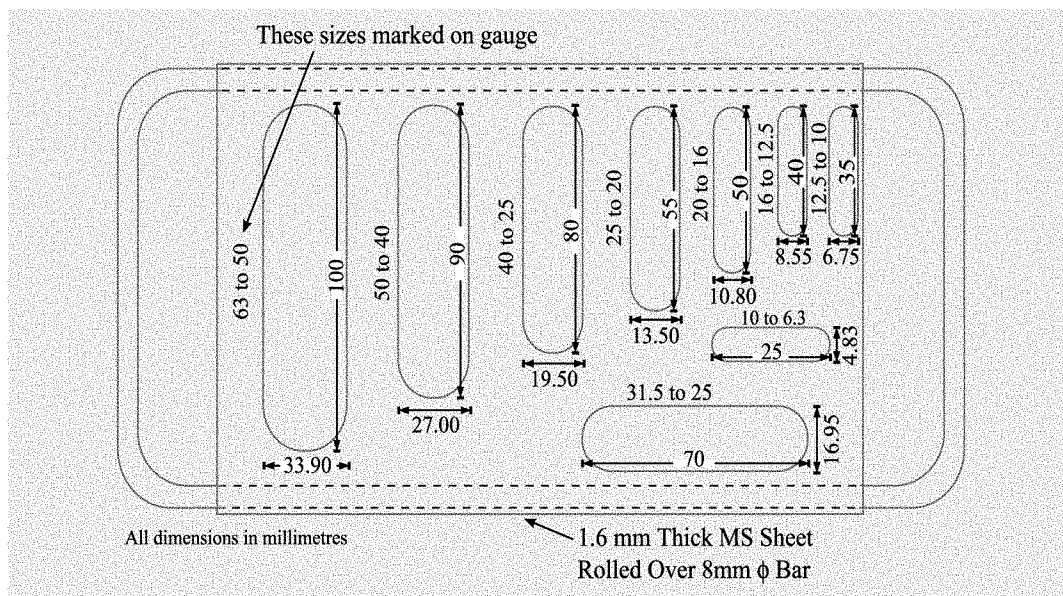 These sizes marked on gauge
63 to 50
100
33.90
50 to 40
90
27.00
40 to 25
80
19.50
25 to 20
55
13.50
20 to 16
50
10.80
16 to 12.5
40
8.55
12.5 to 10
35
6.75
10 to 6.3
25
4.83
31.5 to 25
70
16.95
All dimensions in millimetres
1.6 mm Thick MS Sheet
Rolled Over 8mm ϕ Bar